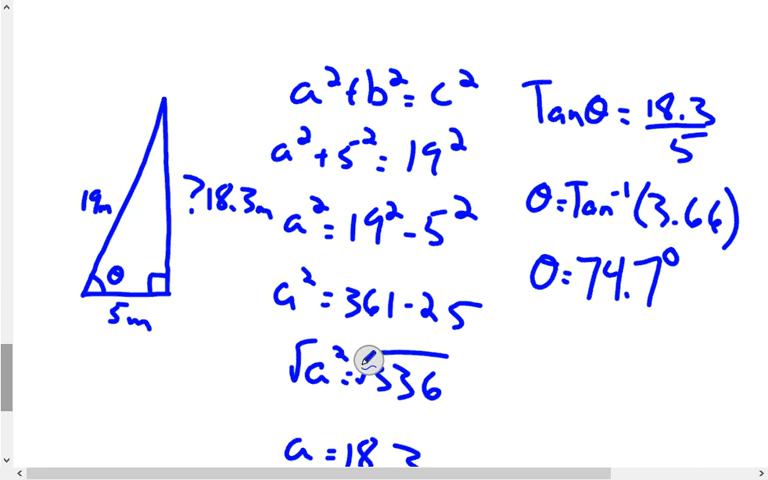 19m
?18.3m
θ
5m
a²+b²=c²
a²+5²=19²
a²=19²-5²
a²=361-25
√a²=√336
a=18.3
Tanθ=18.3/5
θ=Tan⁻¹(3.66)
θ=74.7°